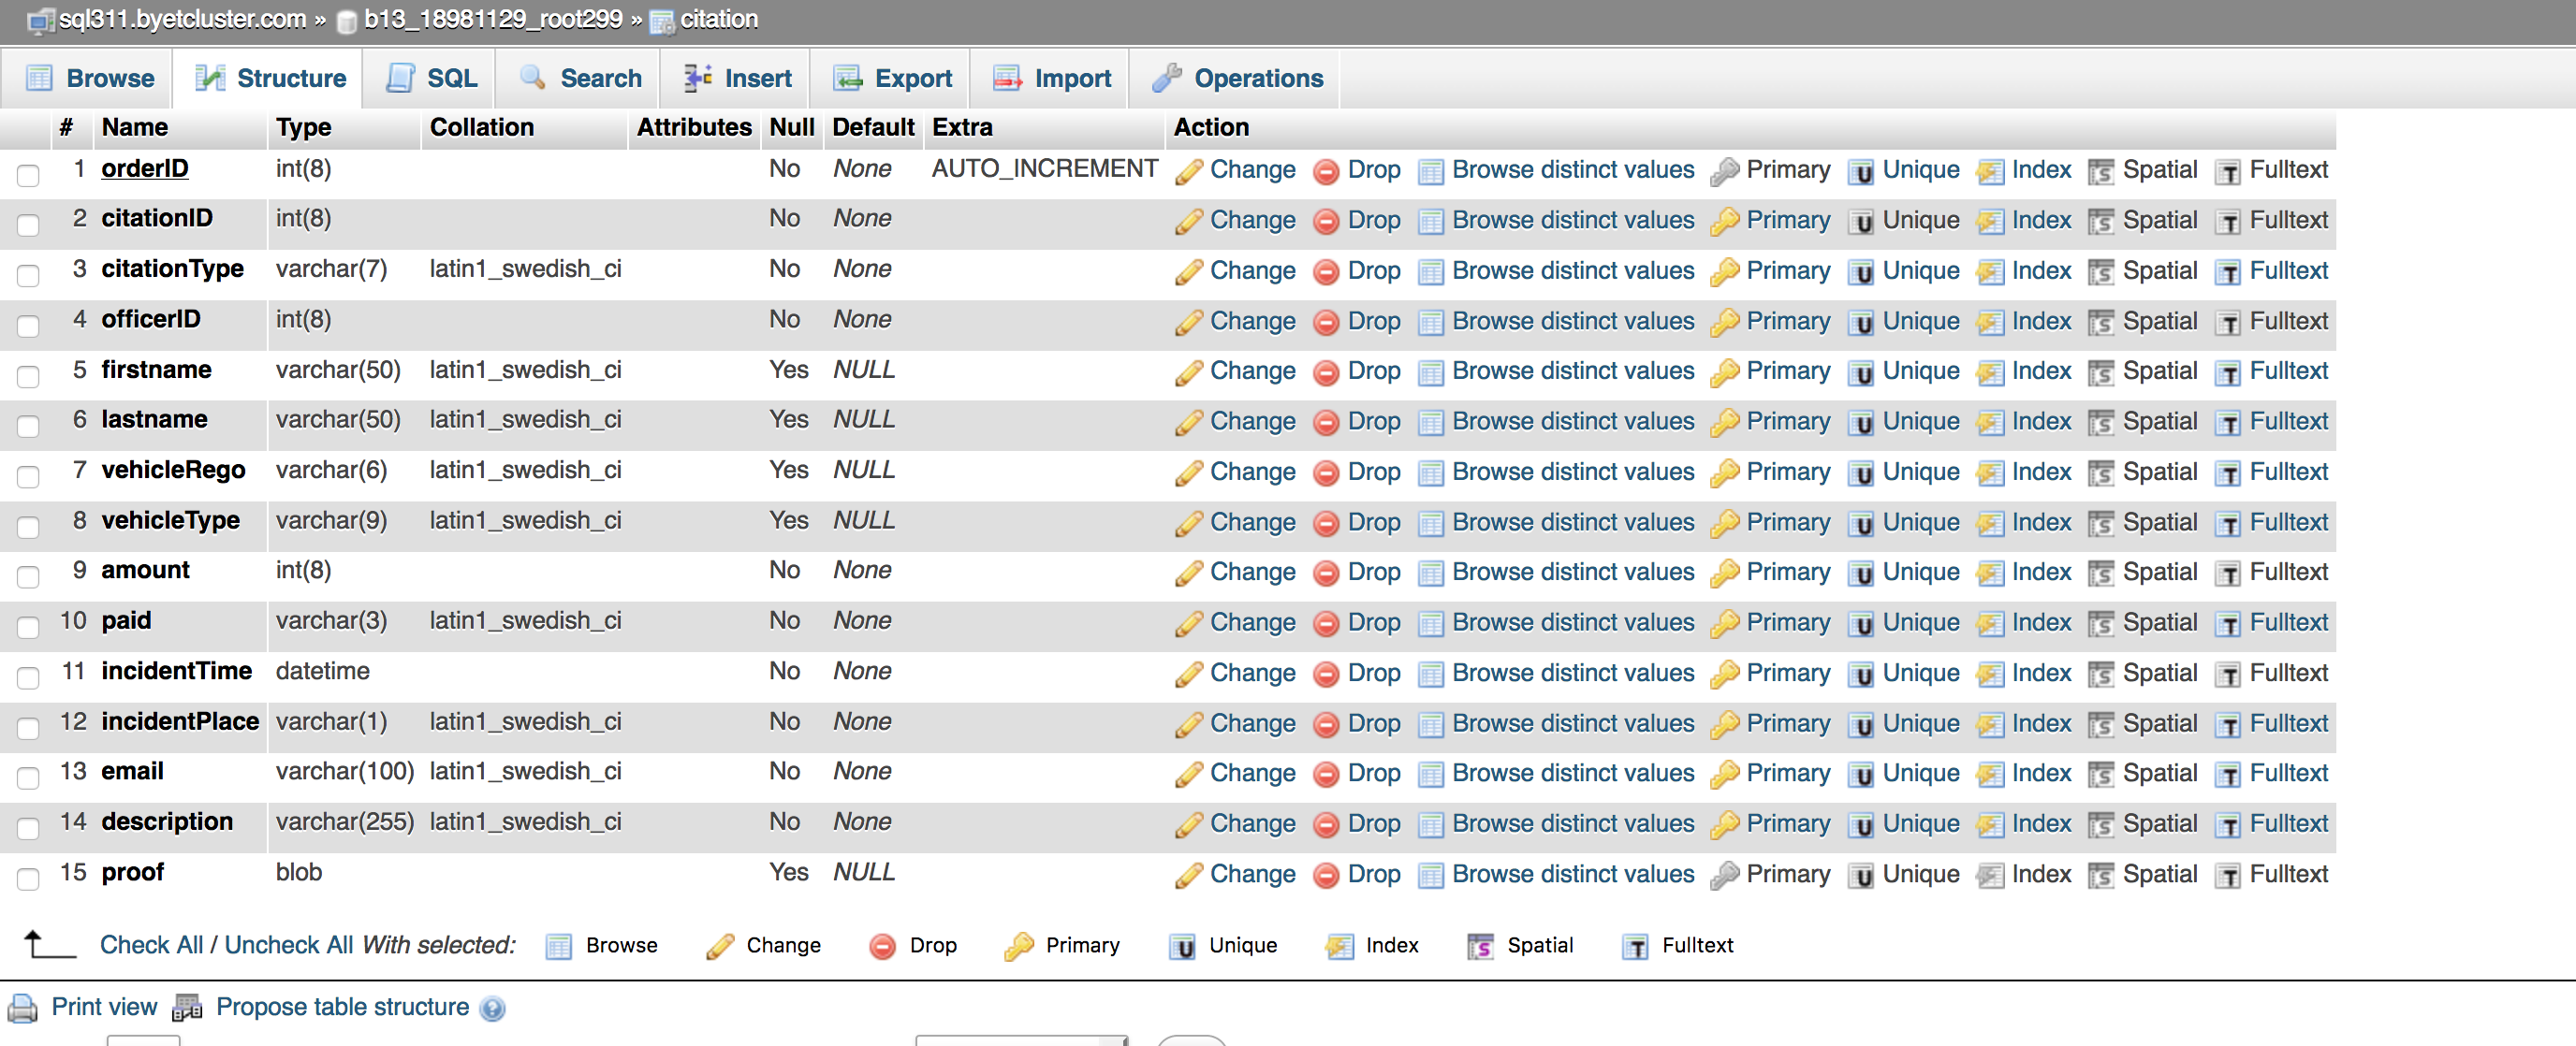 sql311.byetcluster.com » b13_18981129_root299 » citation
Browse Structure SQL Search Insert Export Import Operations
# Name Type Collation Attributes Null Default Extra Action
1 orderID int(8) No None AUTO_INCREMENT Change Drop Browse distinct values Primary Unique Index Spatial Fulltext
2 citationID int(8) No None Change Drop Browse distinct values Primary Unique Index Spatial Fulltext
3 citationType varchar(7) latin1_swedish_ci No None Change Drop Browse distinct values Primary Unique Index Spatial Fulltext
4 officerID int(8) No None Change Drop Browse distinct values Primary Unique Index Spatial Fulltext
5 firstname varchar(50) latin1_swedish_ci Yes NULL Change Drop Browse distinct values Primary Unique Index Spatial Fulltext
6 lastname varchar(50) latin1_swedish_ci Yes NULL Change Drop Browse distinct values Primary Unique Index Spatial Fulltext
7 vehicleRego varchar(6) latin1_swedish_ci Yes NULL Change Drop Browse distinct values Primary Unique Index Spatial Fulltext
8 vehicleType varchar(9) latin1_swedish_ci Yes NULL Change Drop Browse distinct values Primary Unique Index Spatial Fulltext
9 amount int(8) No None Change Drop Browse distinct values Primary Unique Index Spatial Fulltext
10 paid varchar(3) latin1_swedish_ci No None Change Drop Browse distinct values Primary Unique Index Spatial Fulltext
11 incidentTime datetime No None Change Drop Browse distinct values Primary Unique Index Spatial Fulltext
12 incidentPlace varchar(1) latin1_swedish_ci No None Change Drop Browse distinct values Primary Unique Index Spatial Fulltext
13 email varchar(100) latin1_swedish_ci No None Change Drop Browse distinct values Primary Unique Index Spatial Fulltext
14 description varchar(255) latin1_swedish_ci No None Change Drop Browse distinct values Primary Unique Index Spatial Fulltext
15 proof blob Yes NULL Change Drop Browse distinct values Primary Unique Index Spatial Fulltext
Check All / Uncheck All With selected: Browse Change Drop Primary Unique Index Spatial Fulltext
Print view Propose table structure